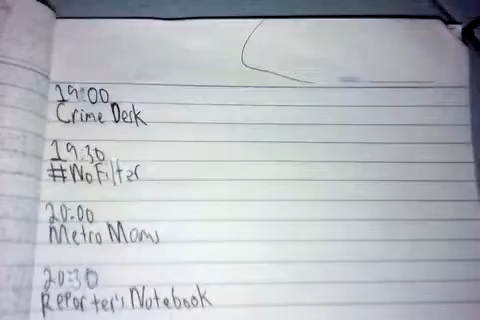 19:00
Crime Desk
19:30
#NoFilter
20:00
Metro Moms
20:30
Reporter's Notebook